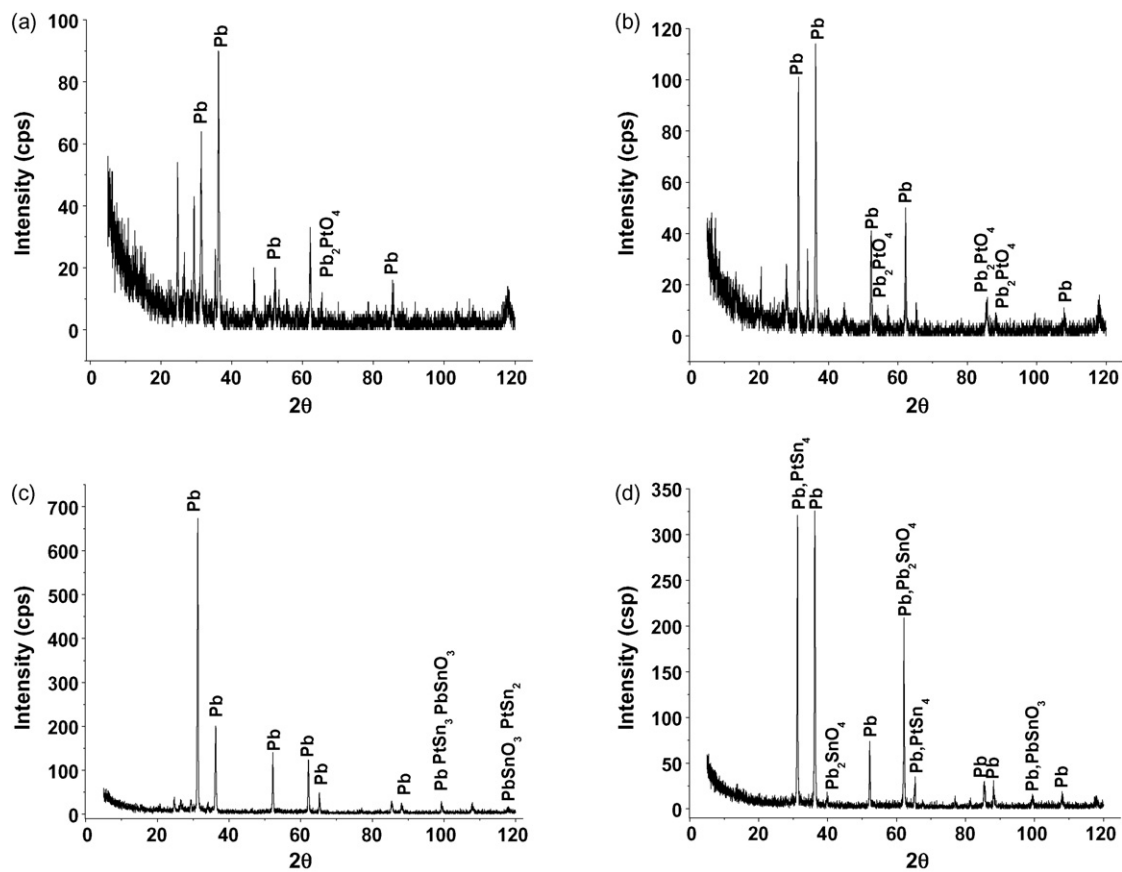 (a)
100
80
60
40
20
0
Intensity (cps)
Pb
Pb
Pb
Pb₂PtO₄
Pb
0 20 40 60 80 100 120
2θ
(b)
120
100
80
60
40
20
0
Intensity (cps)
Pb
Pb
Pb
Pb₂PtO₄
Pb
Pb₂PtO₄
Pb₂PtO₄
Pb
0 20 40 60 80 100 120
2θ
(c)
700
600
500
400
300
200
100
0
Intensity (cps)
Pb
Pb
Pb
Pb
Pb
Pb
Pb PtSn₃ PbSnO₃
PbSnO₃ PtSn₂
0 20 40 60 80 100 120
2θ
(d)
350
300
250
200
150
100
50
0
Intensity (csp)
Pb,PtSn₄
Pb
Pb₂SnO₄
Pb
Pb,Pb₂SnO₄
Pb,PtSn₄
Pb
Pb
Pb,PbSnO₃
Pb
0 20 40 60 80 100 120
2θ